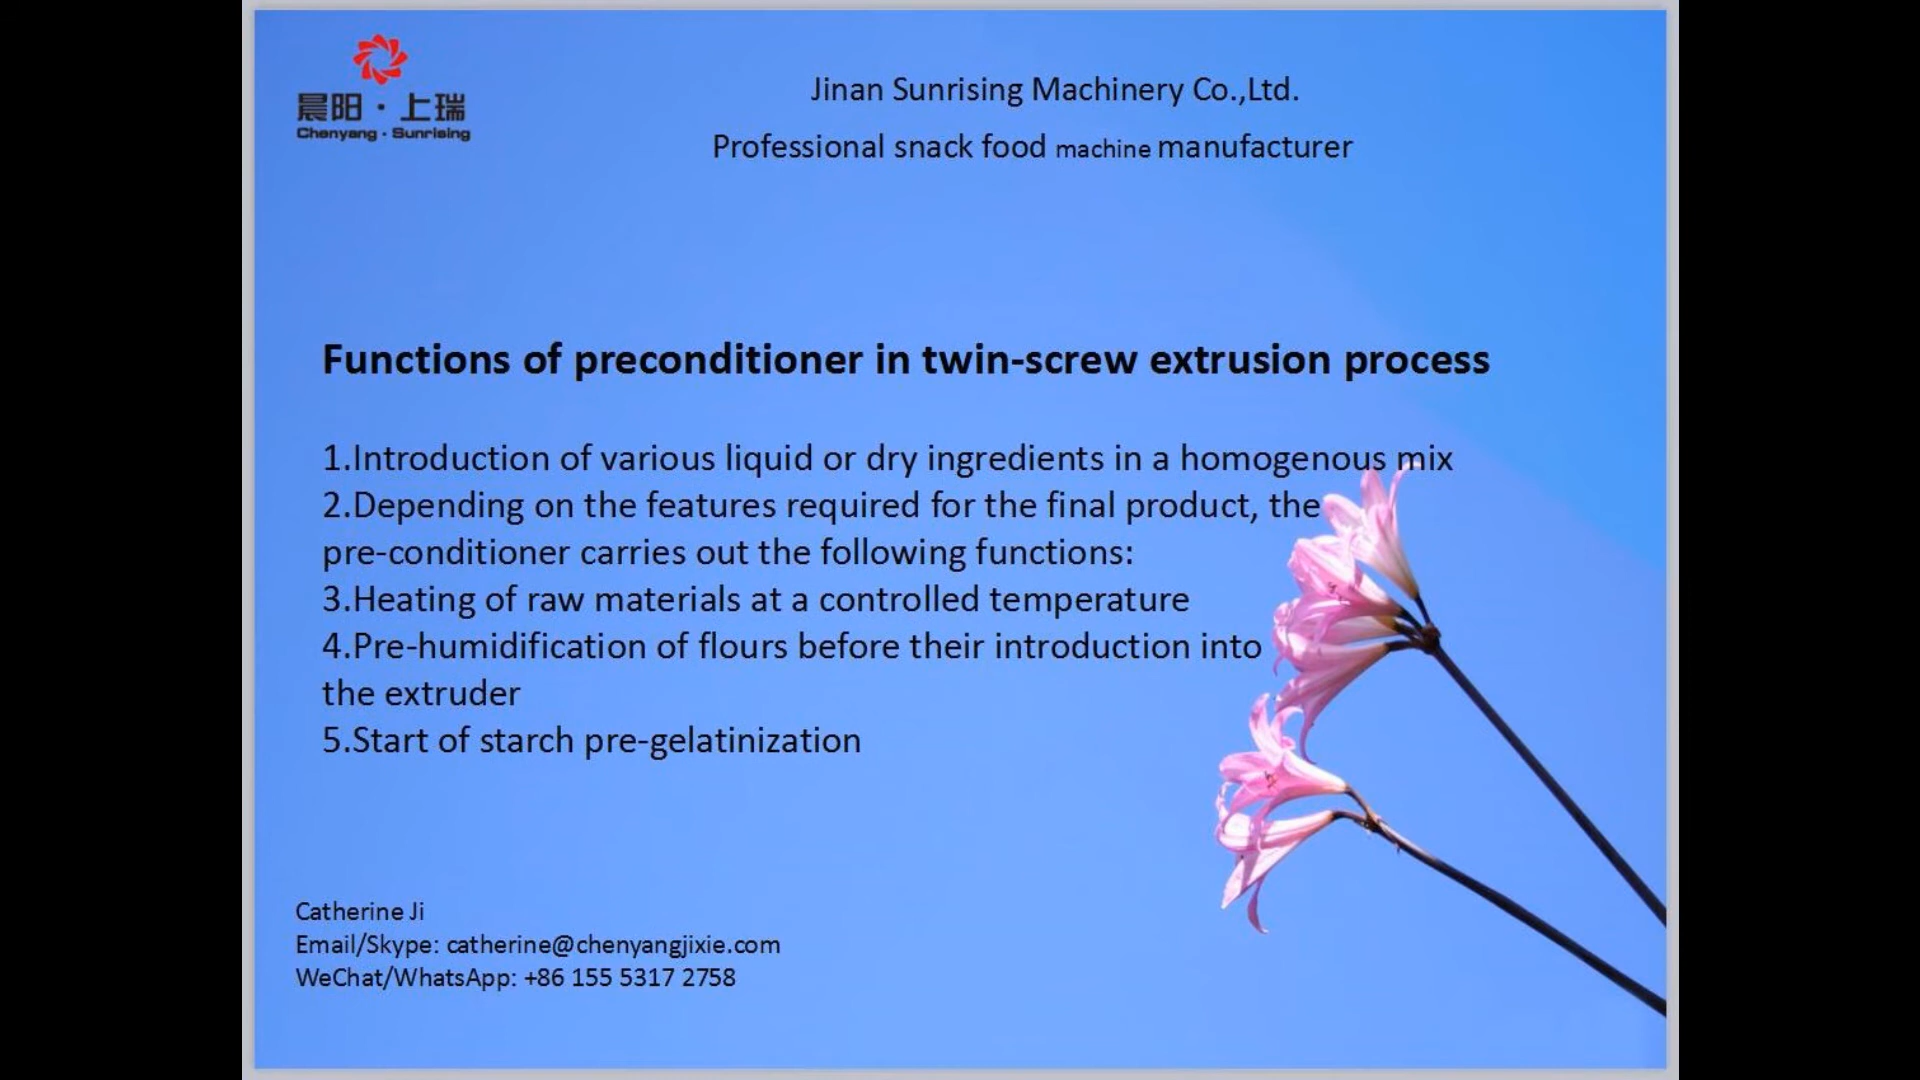 晨阳·上瑞
Chenyang · Sunrising
Jinan Sunrising Machinery Co.,Ltd.
Professional snack food machine manufacturer
Functions of preconditioner in twin-screw extrusion process
1.Introduction of various liquid or dry ingredients in a homogenous mix
2.Depending on the features required for the final product, the
pre-conditioner carries out the following functions:
3.Heating of raw materials at a controlled temperature
4.Pre-humidification of flours before their introduction into
the extruder
5.Start of starch pre-gelatinization
Catherine Ji
Email/Skype: catherine@chenyangjixie.com
WeChat/WhatsApp: +86 155 5317 2758